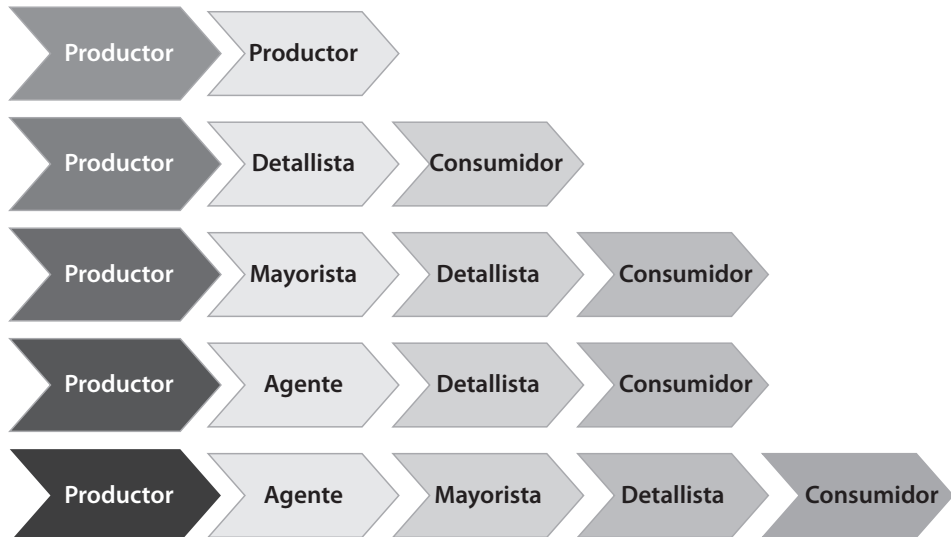 Productor Productor
Productor Detallista Consumidor
Productor Mayorista Detallista Consumidor
Productor Agente Detallista Consumidor
Productor Agente Mayorista Detallista Consumidor